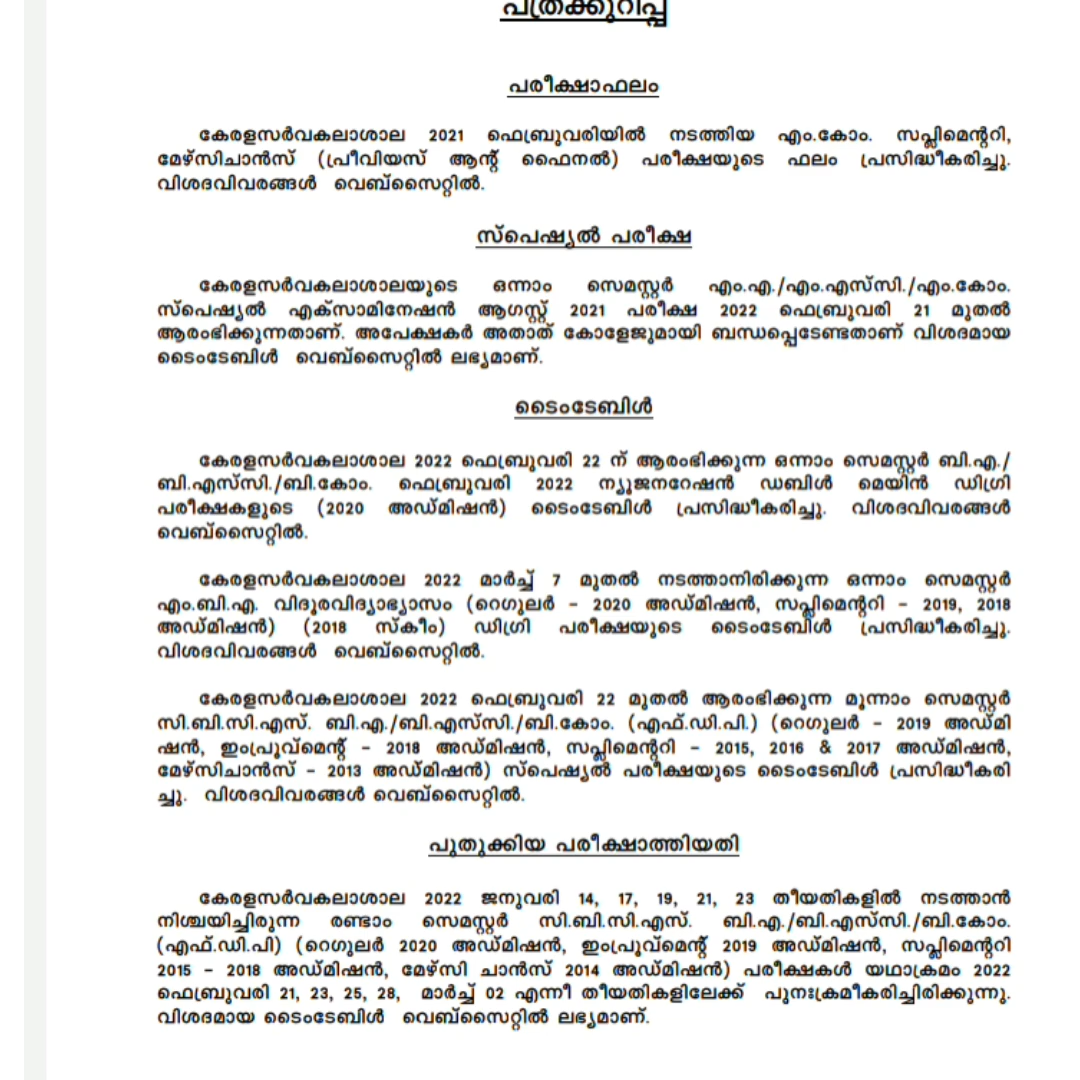 പത്രക്കുറിപ്പ്
പരീക്ഷാഫലം
കേരളസർവകലാശാല 2021 ഫെബ്രുവരിയിൽ നടത്തിയ എം.കോം. സപ്ലിമെന്ററി,
മേഴ്സിചാൻസ് (പ്രീവിയസ് ആന്റ് ഫൈനൽ) പരീക്ഷയുടെ ഫലം പ്രസിദ്ധീകരിച്ചു.
വിശദവിവരങ്ങൾ വെബ്സൈറ്റിൽ.
സ്പെഷ്യൽ പരീക്ഷ
കേരളസർവകലാശാലയുടെ ഒന്നാം സെമസ്റ്റർ എം.എ./എം.എസ്‌സി./എം.കോം.
സ്പെഷ്യൽ എക്സാമിനേഷൻ ആഗസ്റ്റ് 2021 പരീക്ഷ 2022 ഫെബ്രുവരി 21 മുതൽ
ആരംഭിക്കുന്നതാണ്. അപേക്ഷകർ അതാത് കോളേജുമായി ബന്ധപ്പെടേണ്ടതാണ് വിശദമായ
ടൈംടേബിൾ വെബ്സൈറ്റിൽ ലഭ്യമാണ്.
ടൈംടേബിൾ
കേരളസർവകലാശാല 2022 ഫെബ്രുവരി 22 ന് ആരംഭിക്കുന്ന ഒന്നാം സെമസ്റ്റർ ബി.എ./
ബി.എസ്‌സി./ബി.കോം. ഫെബ്രുവരി 2022 ന്യൂജനറേഷൻ ഡബിൾ മെയിൻ ഡിഗ്രി
പരീക്ഷകളുടെ (2020 അഡ്മിഷൻ) ടൈംടേബിൾ പ്രസിദ്ധീകരിച്ചു. വിശദവിവരങ്ങൾ
വെബ്സൈറ്റിൽ.
കേരളസർവകലാശാല 2022 മാർച്ച് 7 മുതൽ നടത്താനിരിക്കുന്ന ഒന്നാം സെമസ്റ്റർ
എം.ബി.എ. വിദൂരവിദ്യാഭ്യാസം (റെഗുലർ – 2020 അഡ്മിഷൻ, സപ്ലിമെന്ററി – 2019, 2018
അഡ്മിഷൻ) (2018 സ്കീം) ഡിഗ്രി പരീക്ഷയുടെ ടൈംടേബിൾ പ്രസിദ്ധീകരിച്ചു.
വിശദവിവരങ്ങൾ വെബ്സൈറ്റിൽ.
കേരളസർവകലാശാല 2022 ഫെബ്രുവരി 22 മുതൽ ആരംഭിക്കുന്ന മൂന്നാം സെമസ്റ്റർ
സി.ബി.സി.എസ്. ബി.എ./ബി.എസ്‌സി./ബി.കോം. (എഫ്.ഡി.പി.) (റെഗുലർ – 2019 അഡ്മി
ഷൻ, ഇംപ്രൂവ്മെന്റ് – 2018 അഡ്മിഷൻ, സപ്ലിമെന്ററി – 2015, 2016 & 2017 അഡ്മിഷൻ,
മേഴ്സിചാൻസ് – 2013 അഡ്മിഷൻ) സ്പെഷ്യൽ പരീക്ഷയുടെ ടൈംടേബിൾ പ്രസിദ്ധീകരി
ച്ചു. വിശദവിവരങ്ങൾ വെബ്സൈറ്റിൽ.
പുതുക്കിയ പരീക്ഷാത്തിയതി
കേരളസർവകലാശാല 2022 ജനുവരി 14, 17, 19, 21, 23 തീയതികളിൽ നടത്താൻ
നിശ്ചയിച്ചിരുന്ന രണ്ടാം സെമസ്റ്റർ സി.ബി.സി.എസ്. ബി.എ./ബി.എസ്‌സി./ബി.കോം.
(എഫ്.ഡി.പി) (റെഗുലർ 2020 അഡ്മിഷൻ, ഇംപ്രൂവ്മെന്റ് 2019 അഡ്മിഷൻ, സപ്ലിമെന്ററി
2015 – 2018 അഡ്മിഷൻ, മേഴ്സി ചാൻസ് 2014 അഡ്മിഷൻ) പരീക്ഷകൾ യഥാക്രമം 2022
ഫെബ്രുവരി 21, 23, 25, 28, മാർച്ച് 02 എന്നീ തീയതികളിലേക്ക് പുനഃക്രമീകരിച്ചിരിക്കുന്നു.
വിശദമായ ടൈംടേബിൾ വെബ്സൈറ്റിൽ ലഭ്യമാണ്.